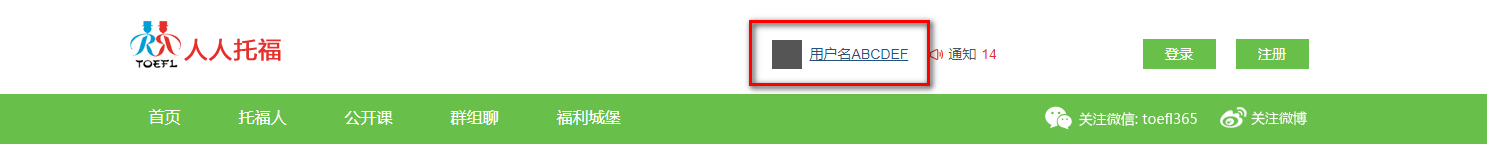 TOEFL 人人托福 用户名ABCDEF 通知 14 登录 注册
首页 托福人 公开课 群组聊 福利城堡 关注微信: toefl365 关注微博